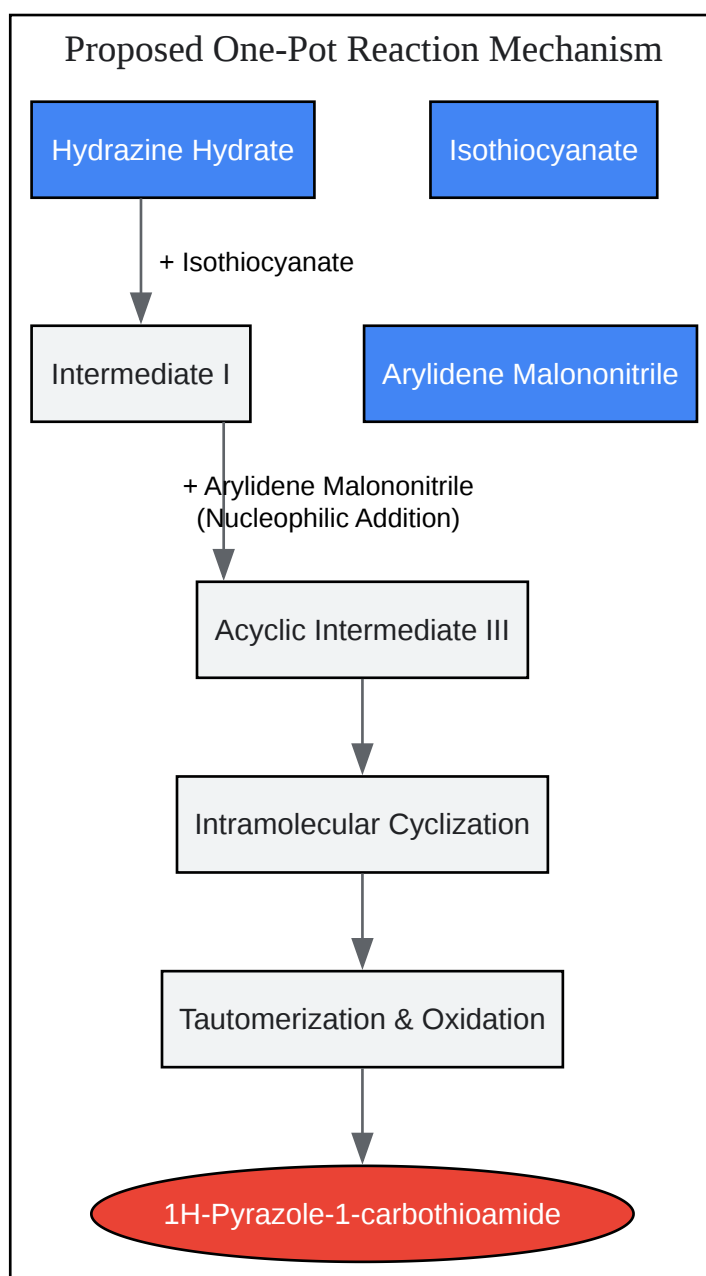 Proposed One-Pot Reaction Mechanism
Hydrazine Hydrate
Isothiocyanate
+ Isothiocyanate
Intermediate I
Arylidene Malononitrile
+ Arylidene Malononitrile
(Nucleophilic Addition)
Acyclic Intermediate III
Intramolecular Cyclization
Tautomerization & Oxidation
1H-Pyrazole-1-carbothioamide